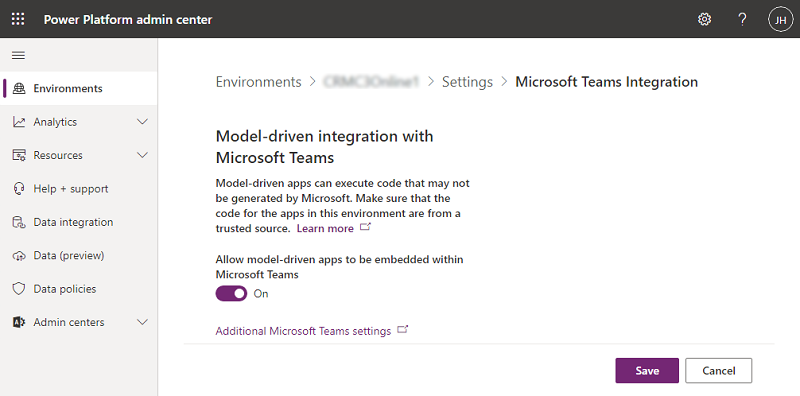 Power Platform admin center
?
JH
Environments > > Settings > Microsoft Teams Integration
Environments
Analytics
Resources
Help + support
Data integration
Data (preview)
Data policies
Admin centers
Model-driven integration with
Microsoft Teams
Model-driven apps can execute code that may not
be generated by Microsoft. Make sure that the
code for the apps in this environment are from a
trusted source. Learn more
Allow model-driven apps to be embedded within
Microsoft Teams
On
Additional Microsoft Teams settings
Save
Cancel